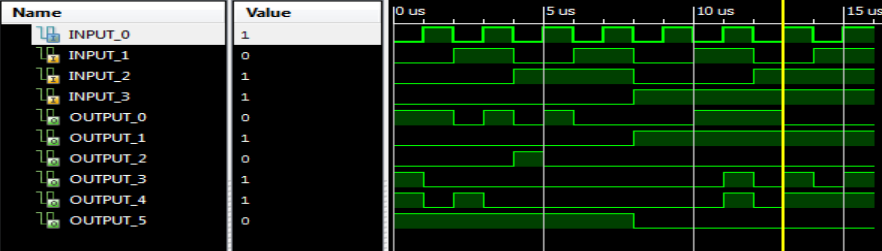 Name Value 0 us 5 us 10 us 15 us
INPUT_0 1
INPUT_1 0
INPUT_2 1
INPUT_3 1
OUTPUT_0 0
OUTPUT_1 1
OUTPUT_2 0
OUTPUT_3 1
OUTPUT_4 1
OUTPUT_5 0